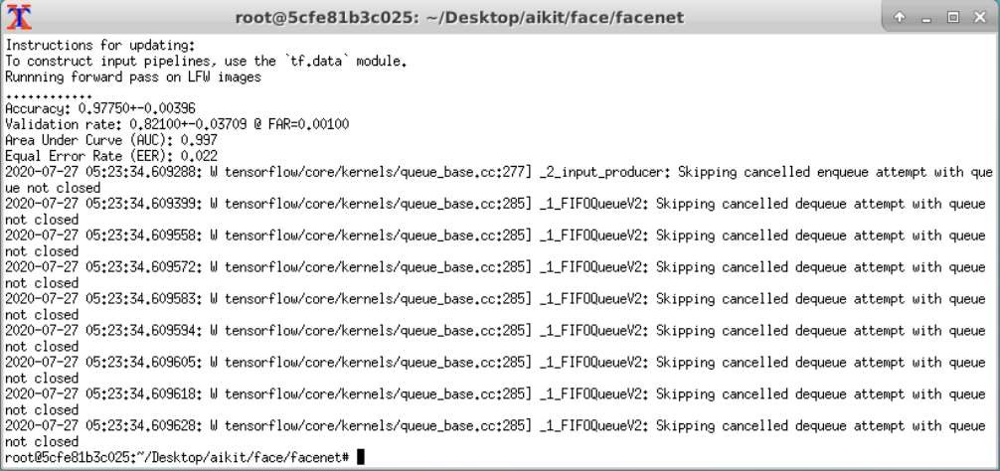 root@5cfe81b3c025: ~/Desktop/aikit/face/facenet
Instructions for updating:
To construct input pipelines, use the `tf.data` module.
Runnning forward pass on LFW images
............
Accuracy: 0.97750+-0.00396
Validation rate: 0.82100+-0.03709 @ FAR=0.00100
Area Under Curve (AUC): 0.997
Equal Error Rate (EER): 0.022
2020-07-27 05:23:34.609288: W tensorflow/core/kernels/queue_base.cc:277] _2_input_producer: Skipping cancelled enqueue attempt with que
ue not closed
2020-07-27 05:23:34.609399: W tensorflow/core/kernels/queue_base.cc:285] _1_FIFOQueueV2: Skipping cancelled dequeue attempt with queue
not closed
2020-07-27 05:23:34.609558: W tensorflow/core/kernels/queue_base.cc:285] _1_FIFOQueueV2: Skipping cancelled dequeue attempt with queue
not closed
2020-07-27 05:23:34.609572: W tensorflow/core/kernels/queue_base.cc:285] _1_FIFOQueueV2: Skipping cancelled dequeue attempt with queue
not closed
2020-07-27 05:23:34.609583: W tensorflow/core/kernels/queue_base.cc:285] _1_FIFOQueueV2: Skipping cancelled dequeue attempt with queue
not closed
2020-07-27 05:23:34.609594: W tensorflow/core/kernels/queue_base.cc:285] _1_FIFOQueueV2: Skipping cancelled dequeue attempt with queue
not closed
2020-07-27 05:23:34.609605: W tensorflow/core/kernels/queue_base.cc:285] _1_FIFOQueueV2: Skipping cancelled dequeue attempt with queue
not closed
2020-07-27 05:23:34.609618: W tensorflow/core/kernels/queue_base.cc:285] _1_FIFOQueueV2: Skipping cancelled dequeue attempt with queue
not closed
2020-07-27 05:23:34.609628: W tensorflow/core/kernels/queue_base.cc:285] _1_FIFOQueueV2: Skipping cancelled dequeue attempt with queue
not closed
root@5cfe81b3c025:~/Desktop/aikit/face/facenet#